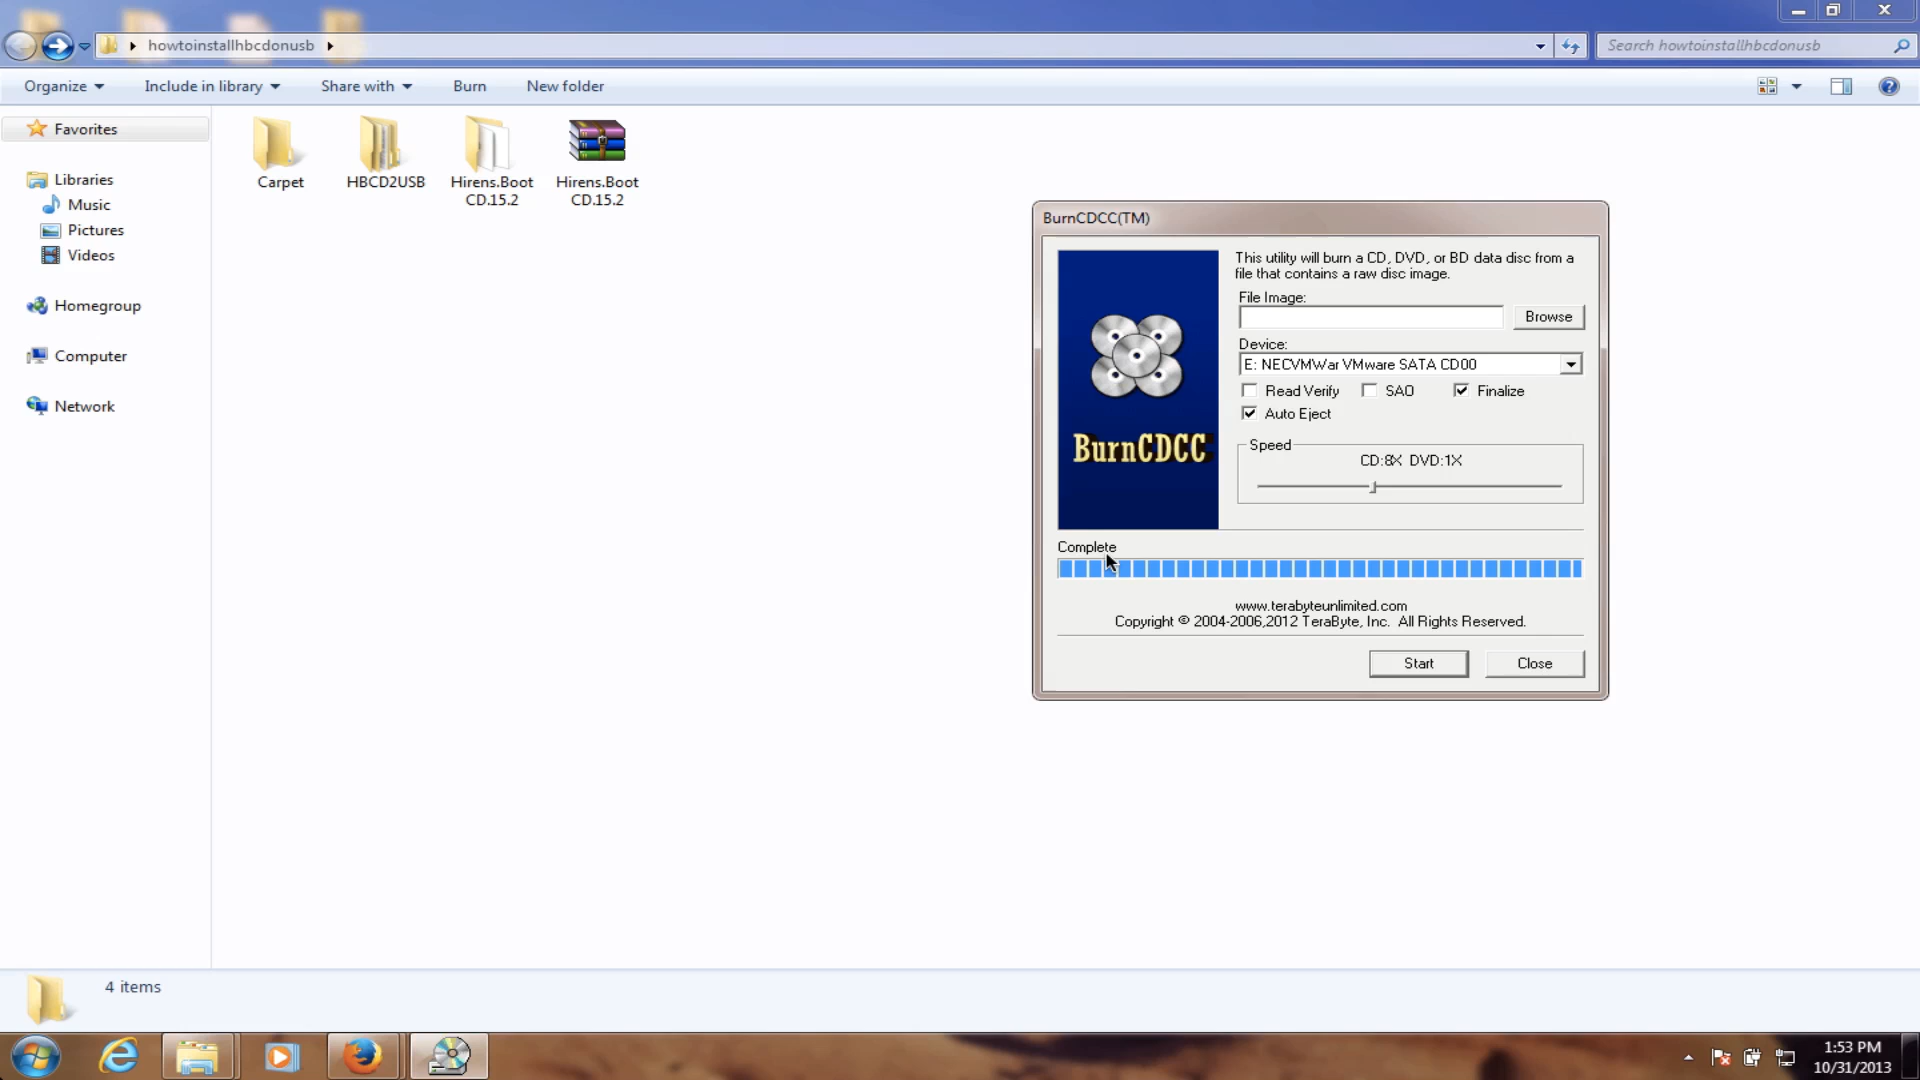 howtoinstallhbcdonusb
Search howtoinstallhbcdonusb
Organize
Include in library
Share with
Burn
New folder
Favorites
Libraries
Music
Pictures
Videos
Homegroup
Computer
Network
Carpet
HBCD2USB
Hirens.Boot
CD.15.2
Hirens.Boot
CD.15.2
BurnCDCC(TM)
BurnCDCC
This utility will burn a CD, DVD, or BD data disc from a
file that contains a raw disc image.
File Image:
Browse
Device:
E: NECVMWar VMware SATA CD00
Read Verify
SAO
Finalize
Auto Eject
Speed
CD:8X DVD:1X
Complete
www.terabyteunlimited.com
Copyright © 2004-2006,2012 TeraByte, Inc. All Rights Reserved.
Start
Close
4 items
1:53 PM
10/31/2013